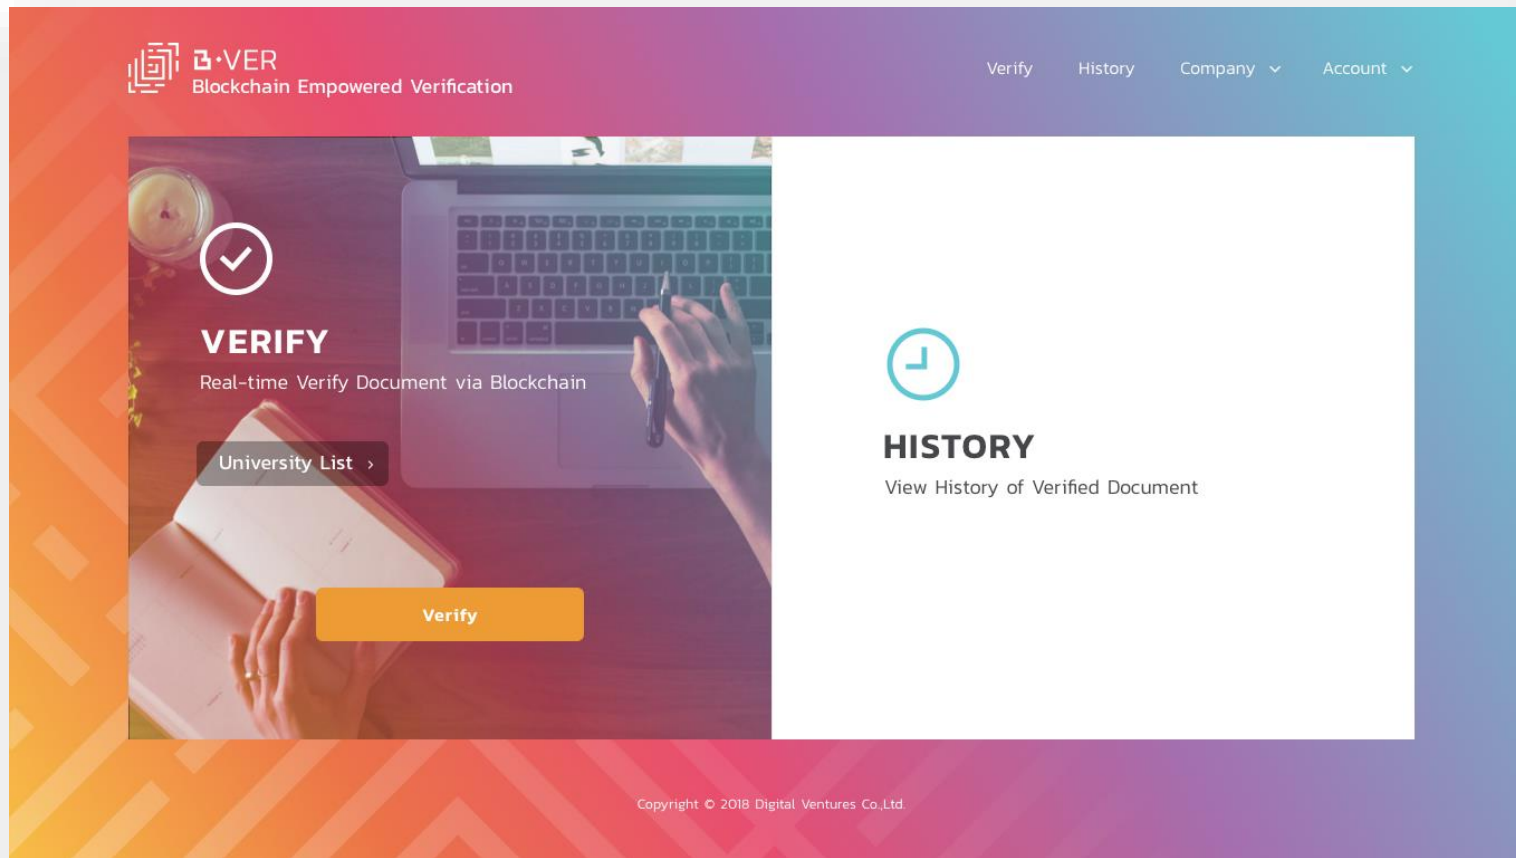 B·VER
Blockchain Empowered Verification
Verify
History
Company
Account
VERIFY
Real-time Verify Document via Blockchain
University List
Verify
HISTORY
View History of Verified Document
Copyright © 2018 Digital Ventures Co.,Ltd.